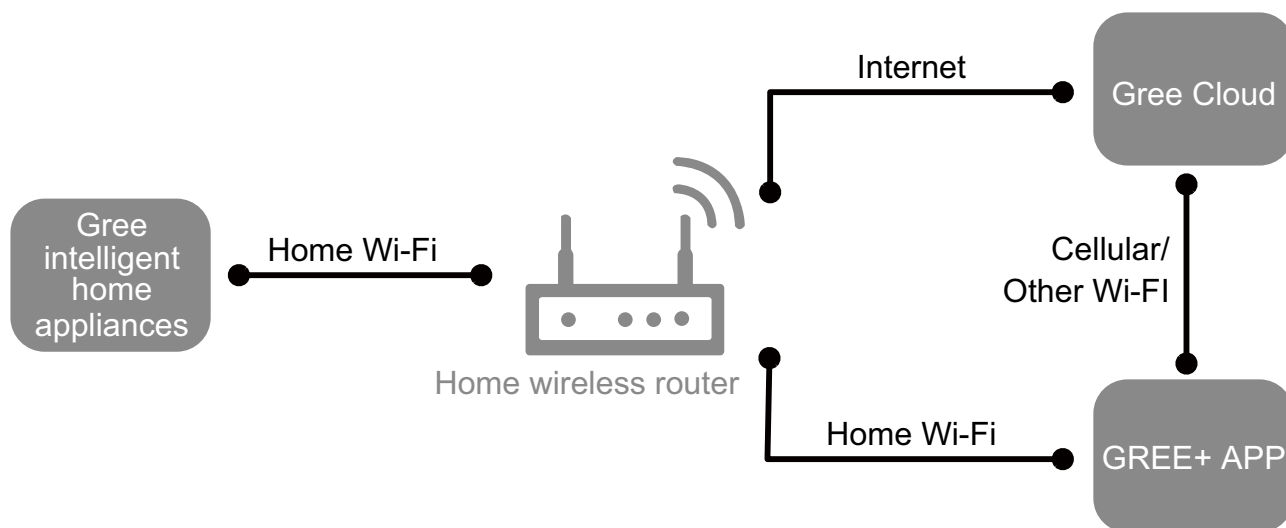 Internet
Gree Cloud
Gree
intelligent
home
appliances
Home Wi-Fi
Cellular/
Other Wi-FI
Home wireless router
Home Wi-Fi
GREE+ APP